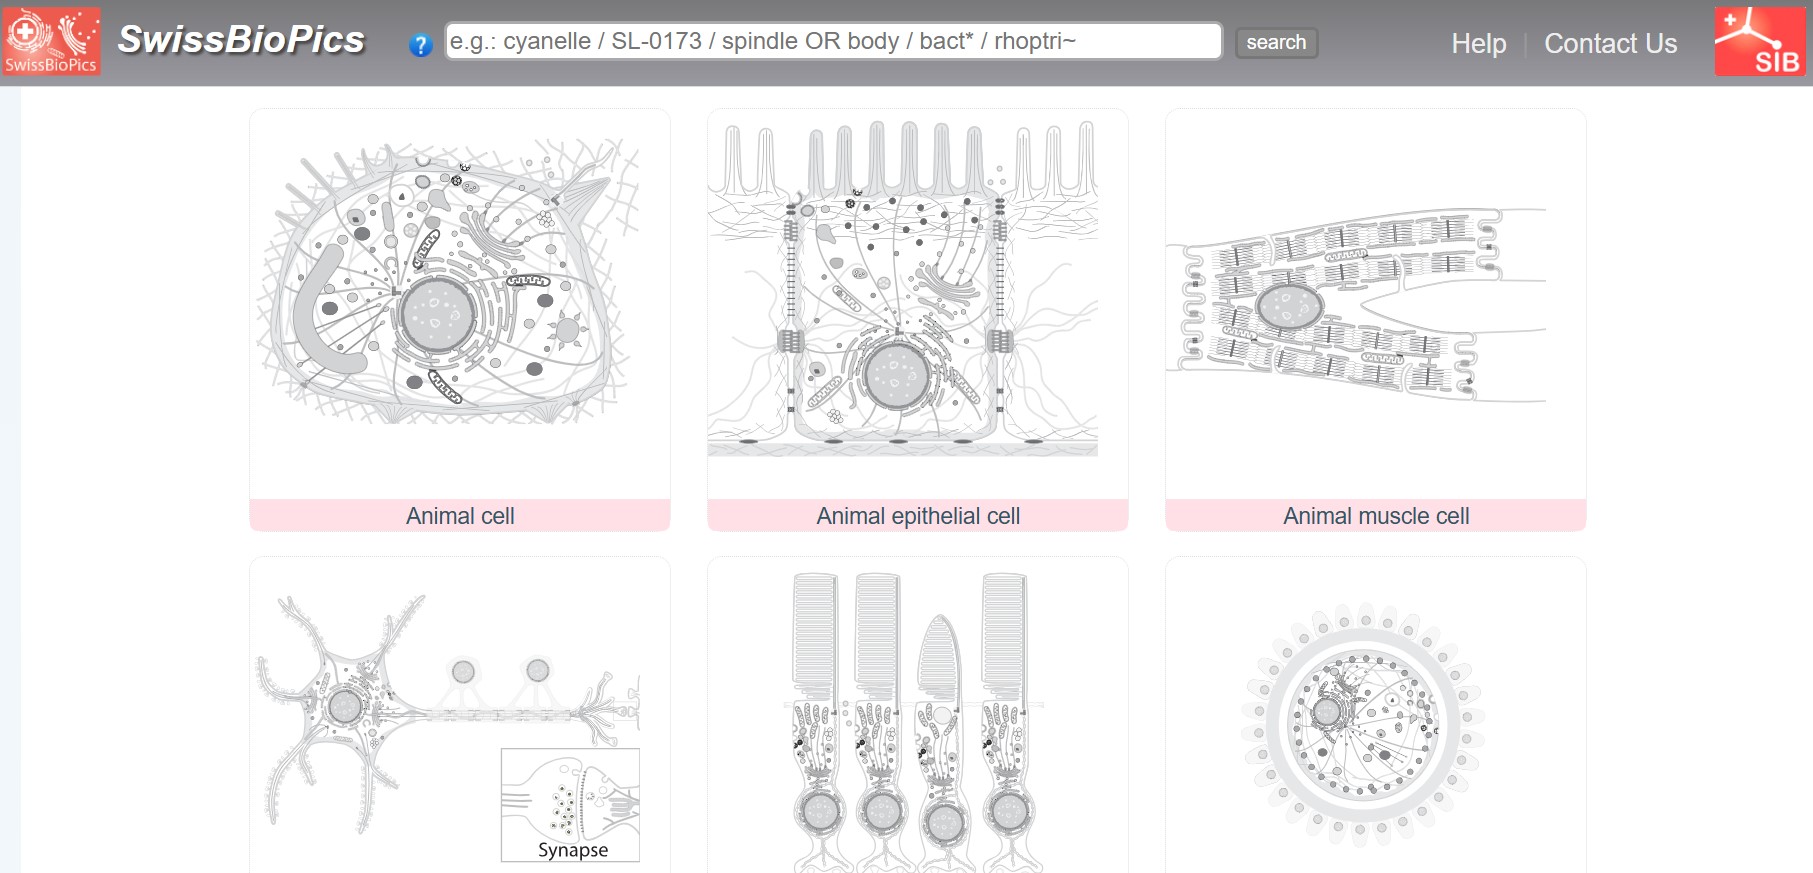 SwissBioPics
SwissBioPics
?
e.g.: cyanelle / SL-0173 / spindle OR body / bact* / rhoptri~
search
Help | Contact Us
SIB
Animal cell
Animal epithelial cell
Animal muscle cell
Synapse